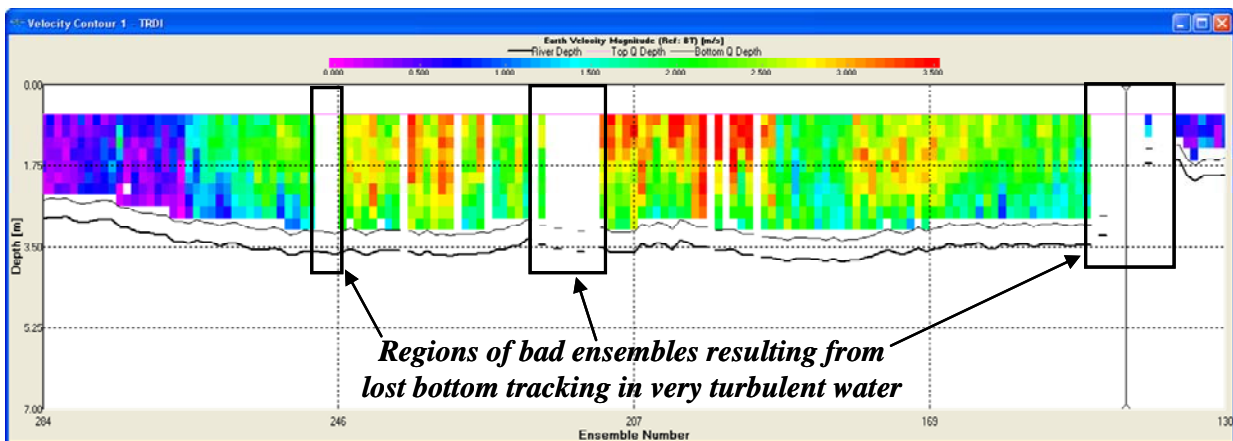 Velocity Contour 1 - TRDI
Earth Velocity Magnitude (Ref: BT) [m/s]
River Depth Top Q Depth Bottom Q Depth
0.000 0.500 1.000 1.500 2.000 2.500 3.000 3.500
0.00
1.75
3.50
5.25
7.00
Depth [m]
Regions of bad ensembles resulting from
lost bottom tracking in very turbulent water
284 246 207 169 130
Ensemble Number